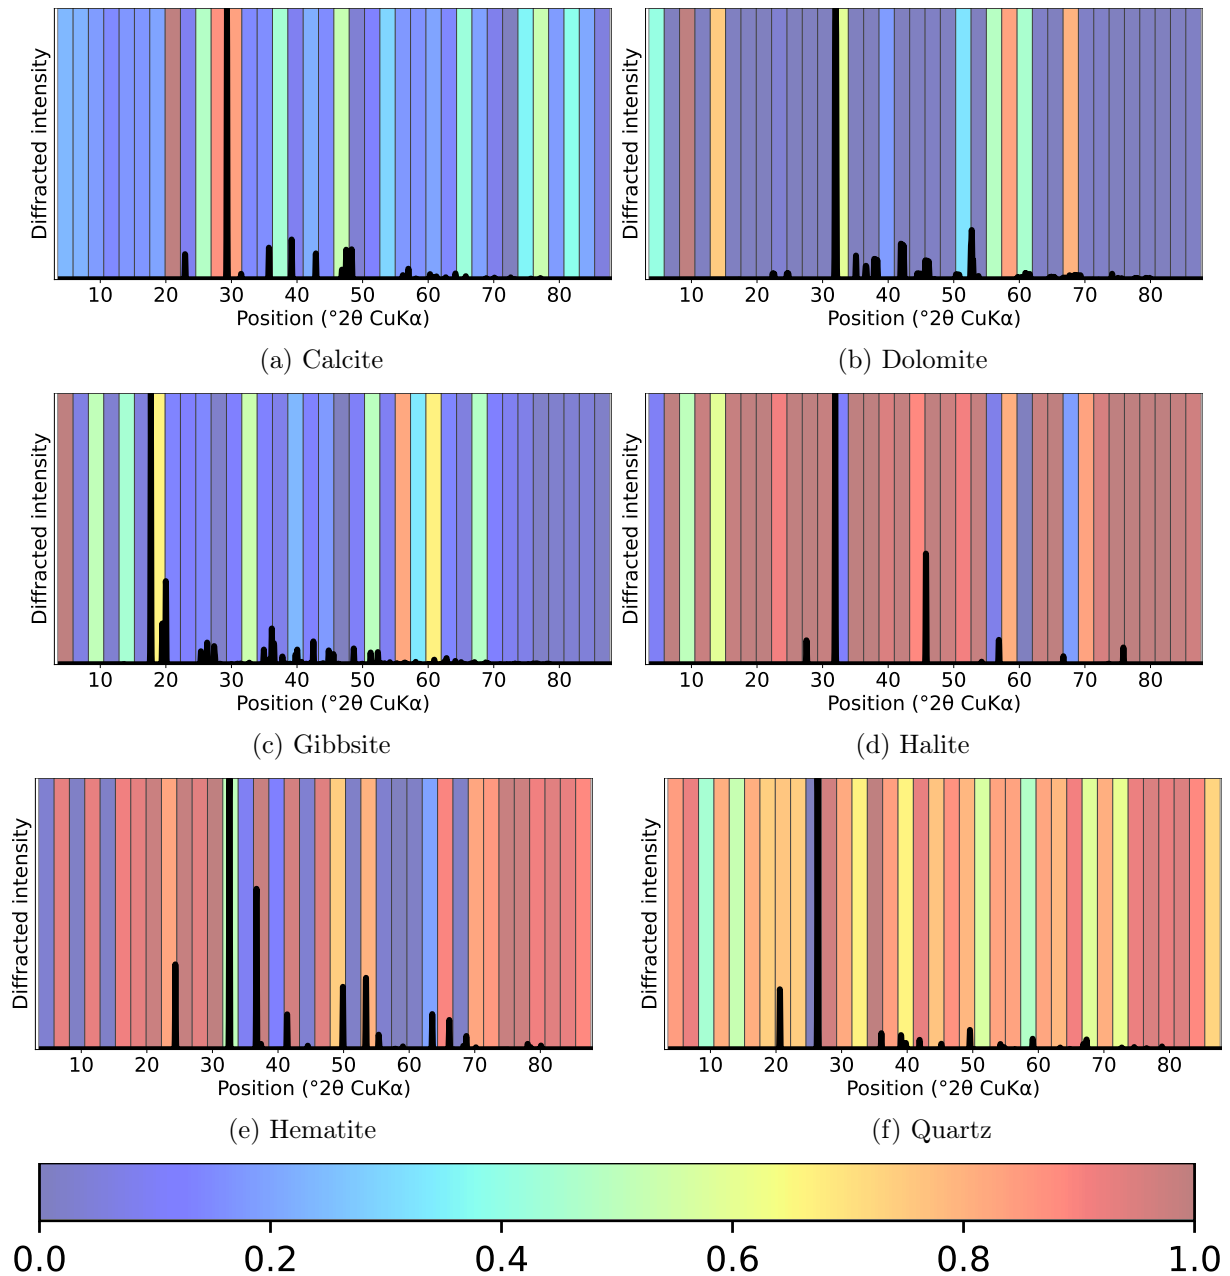 Diffracted intensity
10 20 30 40 50 60 70 80
Position (°2θ CuKα)
(a) Calcite
Diffracted intensity
10 20 30 40 50 60 70 80
Position (°2θ CuKα)
(b) Dolomite
Diffracted intensity
10 20 30 40 50 60 70 80
Position (°2θ CuKα)
(c) Gibbsite
Diffracted intensity
10 20 30 40 50 60 70 80
Position (°2θ CuKα)
(d) Halite
Diffracted intensity
10 20 30 40 50 60 70 80
Position (°2θ CuKα)
(e) Hematite
Diffracted intensity
10 20 30 40 50 60 70 80
Position (°2θ CuKα)
(f) Quartz
0.0 0.2 0.4 0.6 0.8 1.0